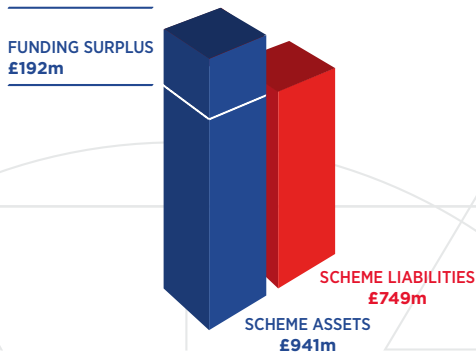 FUNDING SURPLUS
£192m
SCHEME LIABILITIES
£749m
SCHEME ASSETS
£941m